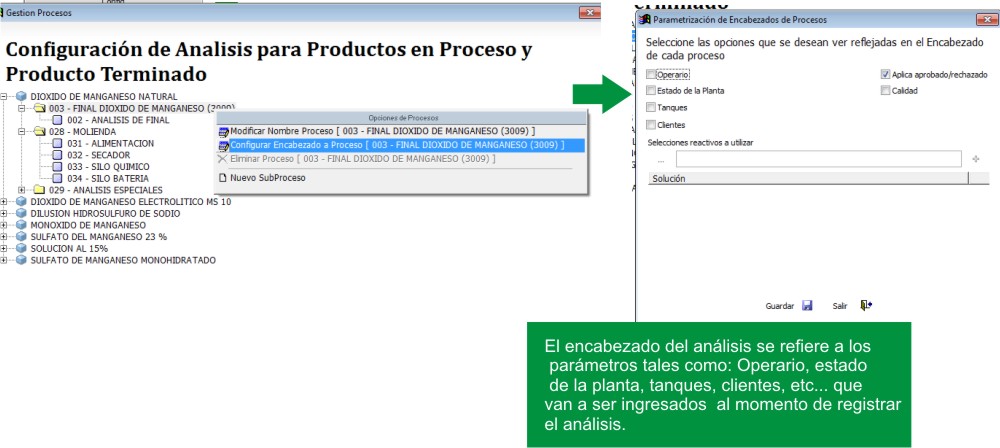 Gestion Procesos
Configuración de Analisis para Productos en Proceso y
Producto Terminado
DIOXIDO DE MANGANESO NATURAL
003 - FINAL DIOXIDO DE MANGANESO (3009)
002 - ANALISIS DE FINAL
028 - MOLIENDA
031 - ALIMENTACION
032 - SECADOR
033 - SILO QUIMICO
034 - SILO BATERIA
029 - ANALISIS ESPECIALES
DIOXIDO DE MANGANESO ELECTROLITICO MS 10
DILUSION HIDROSULFURO DE SODIO
MONOXIDO DE MANGANESO
SULFATO DEL MANGANESO 23 %
SOLUCION AL 15%
SULFATO DE MANGANESO MONOHIDRATADO
Opciones de Procesos
Modificar Nombre Proceso [ 003 - FINAL DIOXIDO DE MANGANESO (3009) ]
Configurar Encabezado a Proceso [ 003 - FINAL DIOXIDO DE MANGANESO (3009) ]
Eliminar Proceso [ 003 - FINAL DIOXIDO DE MANGANESO (3009) ]
Nuevo SubProceso
Parametrización de Encabezados de Procesos
Seleccione las opciones que se desean ver reflejadas en el Encabezado
de cada proceso
Operario
Aplica aprobado/rechazado
Estado de la Planta
Calidad
Tanques
Clientes
Selecciones reactivos a utilizar
...
Solución
Guardar
Salir
El encabezado del análisis se refiere a los
parámetros tales como: Operario, estado
de la planta, tanques, clientes, etc... que
van a ser ingresados al momento de registrar
el análisis.